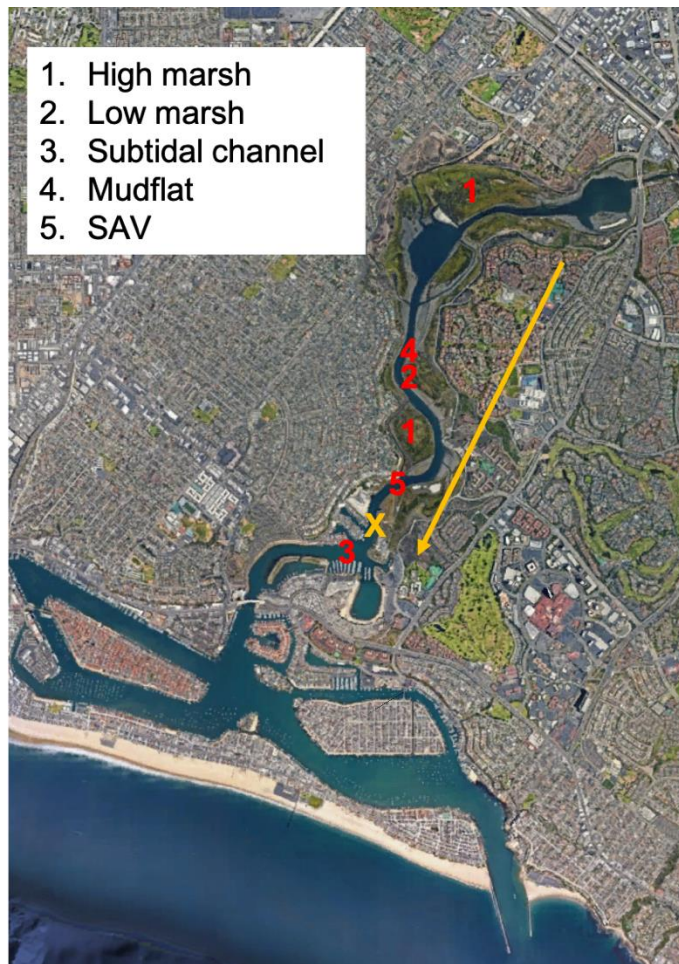 1. High marsh
2. Low marsh
3. Subtidal channel
4. Mudflat
5. SAV
1
4
2
1
5
X
3